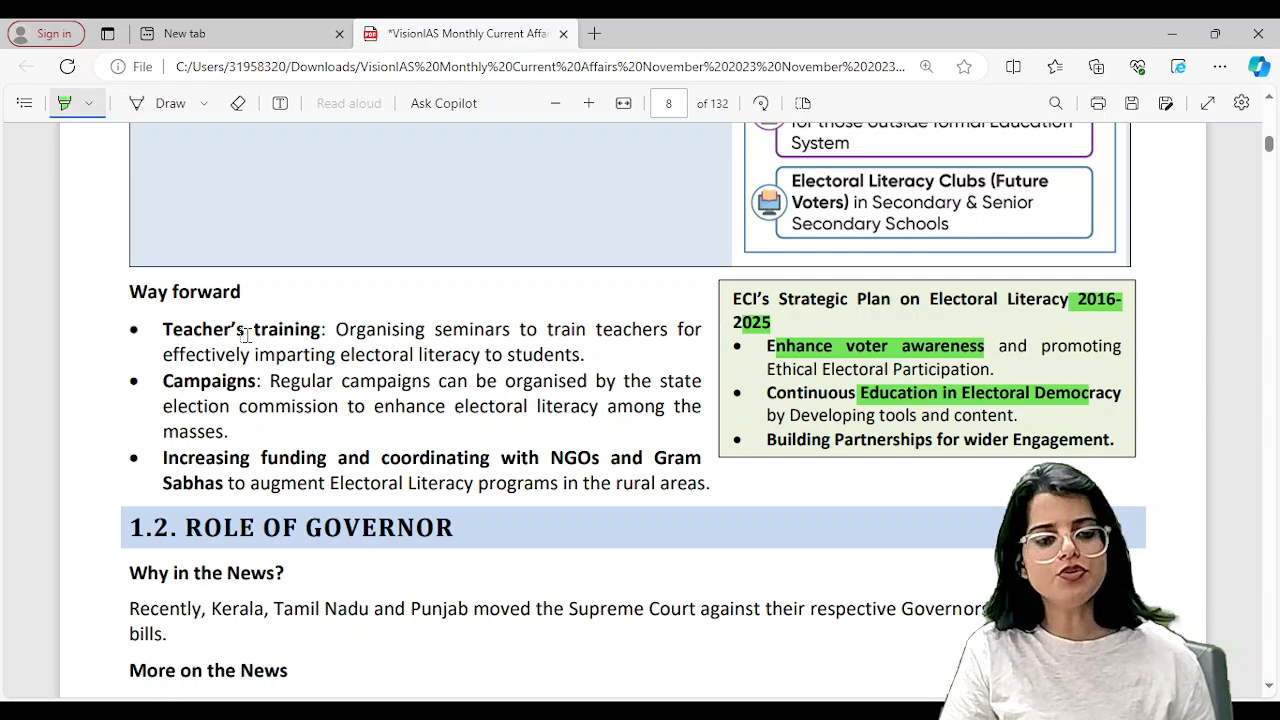 Sign in
New tab
*VisionIAS Monthly Current Affai
File
C:/Users/31958320/Downloads/VisionIAS%20Monthly%20Current%20Affairs%20November%202023%20November%202023...
Draw
Read aloud
Ask Copilot
8
of 132
for those outside formal Education
System
Electoral Literacy Clubs (Future
Voters) in Secondary & Senior
Secondary Schools
Way forward
• Teacher's training: Organising seminars to train teachers for
effectively imparting electoral literacy to students.
• Campaigns: Regular campaigns can be organised by the state
election commission to enhance electoral literacy among the
masses.
• Increasing funding and coordinating with NGOs and Gram
Sabhas to augment Electoral Literacy programs in the rural areas.
ECI's Strategic Plan on Electoral Literacy 2016-
2025
• Enhance voter awareness and promoting
Ethical Electoral Participation.
• Continuous Education in Electoral Democracy
by Developing tools and content.
• Building Partnerships for wider Engagement.
1.2. ROLE OF GOVERNOR
Why in the News?
Recently, Kerala, Tamil Nadu and Punjab moved the Supreme Court against their respective Governors
bills.
More on the News